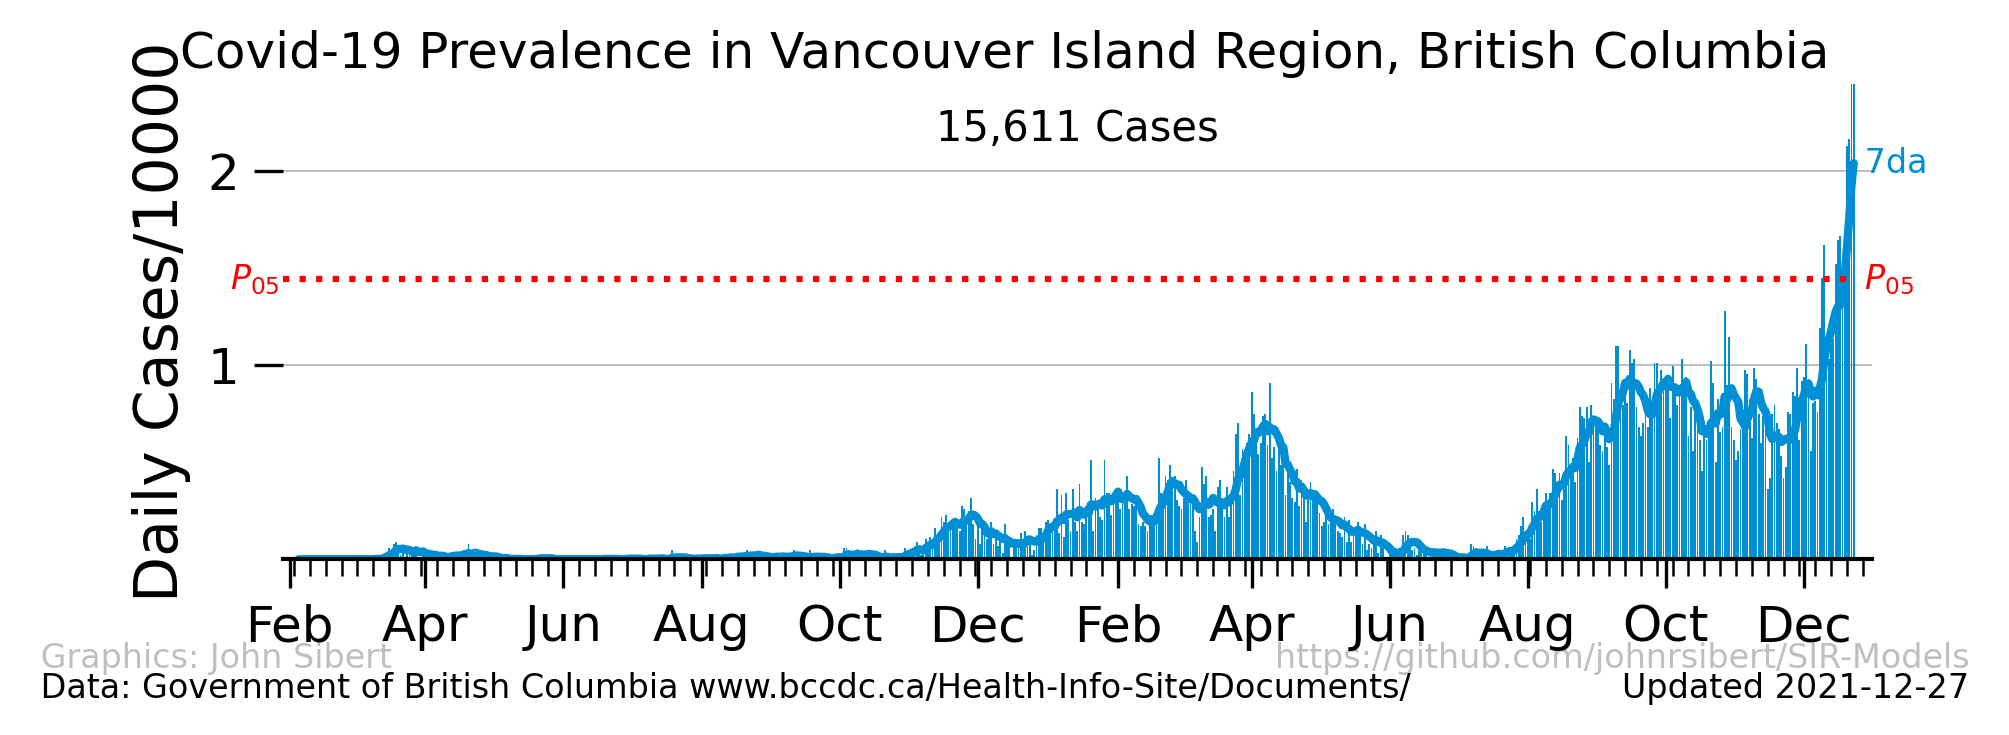 Covid-19 Prevalence in Vancouver Island Region, British Columbia
15,611 Cases
Daily Cases/10000
2
1
P05
7da
P05
Feb Apr Jun Aug Oct Dec Feb Apr Jun Aug Oct Dec
Graphics: John Sibert https://github.com/johnrsibert/SIR-Models
Data: Government of British Columbia www.bccdc.ca/Health-Info-Site/Documents/ Updated 2021-12-27